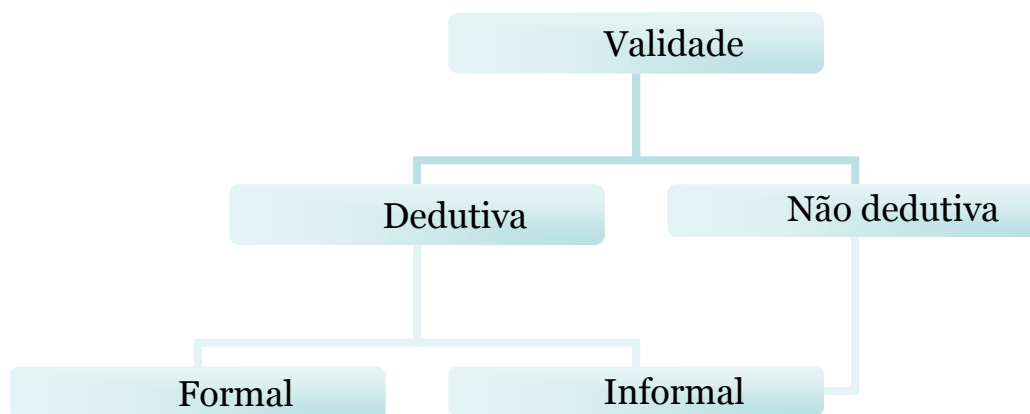 Validade
Dedutiva
Não dedutiva
Formal
Informal